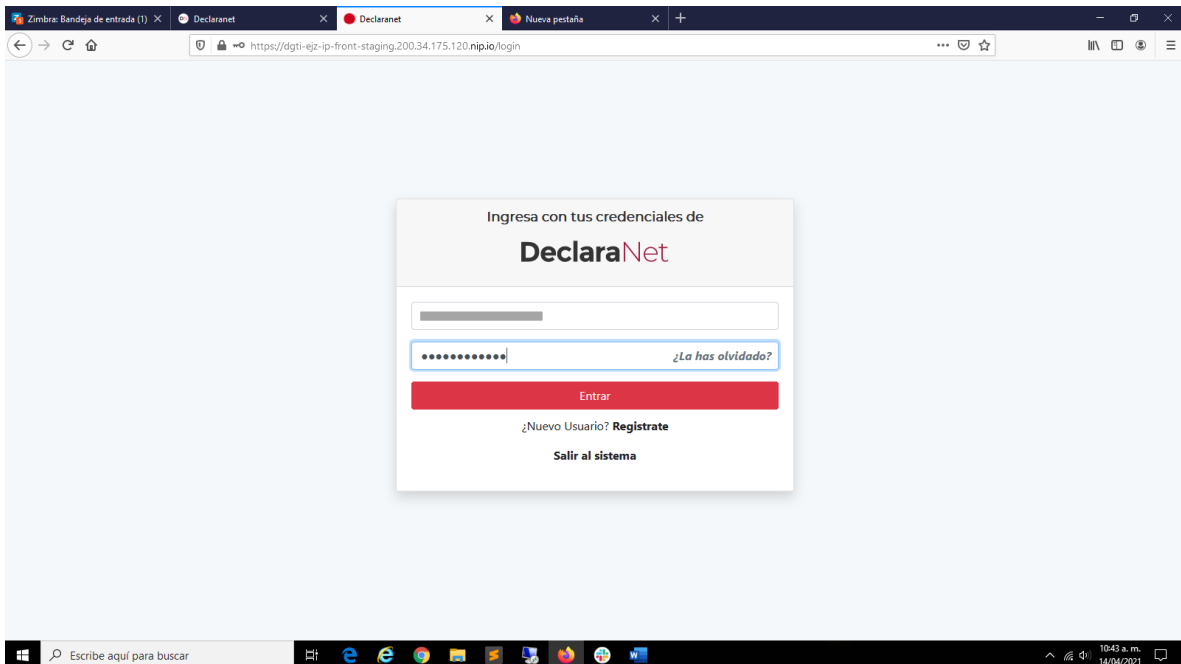 Zimbra: Bandeja de entrada (1)
Declaranet
Declaranet
Nueva pestaña
https://dgti-ejz-ip-front-staging.200.34.175.120.nip.io/login
Ingresa con tus credenciales de
DeclaraNet
••••••••••••
¿La has olvidado?
Entrar
¿Nuevo Usuario? Registrate
Salir al sistema
Escribe aquí para buscar
10:43 a. m.
14/04/2021